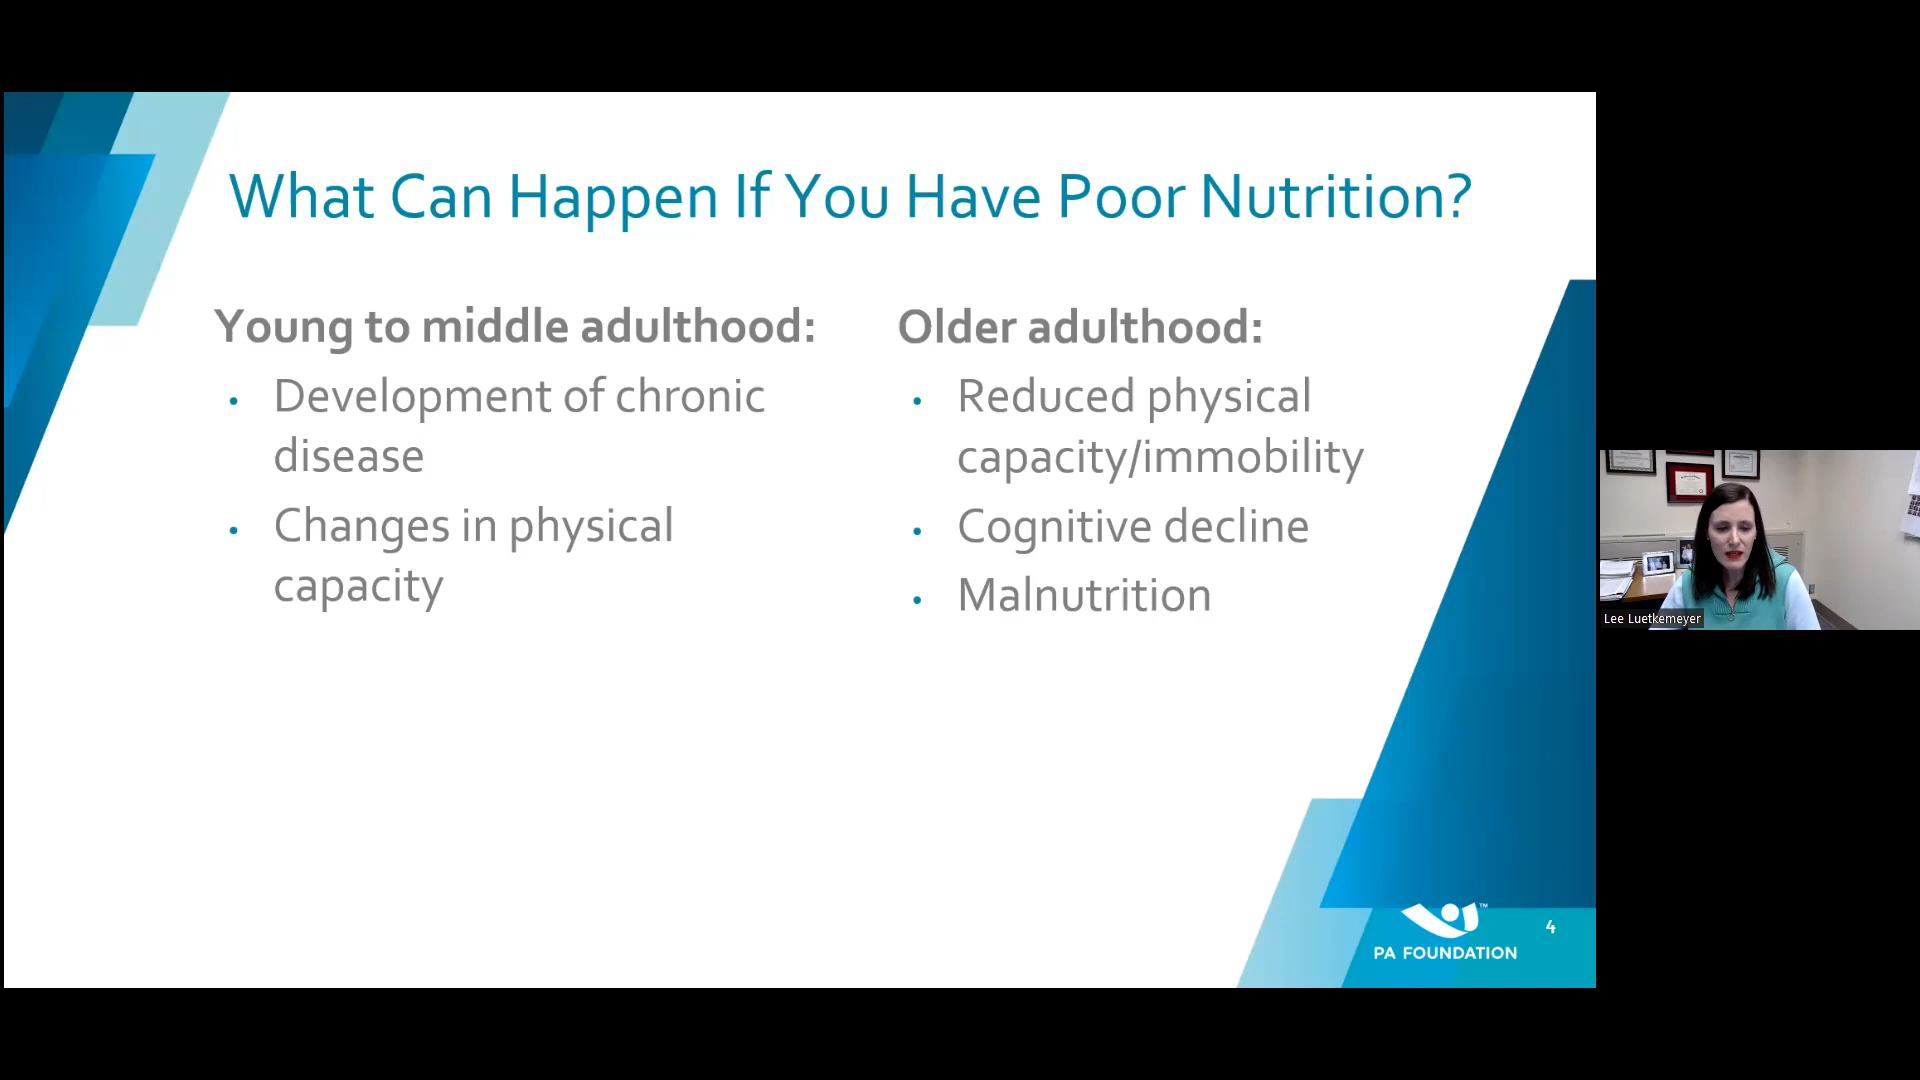 What Can Happen If You Have Poor Nutrition?
Young to middle adulthood:
• Development of chronic
disease
• Changes in physical
capacity
Older adulthood:
• Reduced physical
capacity/immobility
• Cognitive decline
• Malnutrition
Lee Luetkemeyer
™
PA FOUNDATION
4